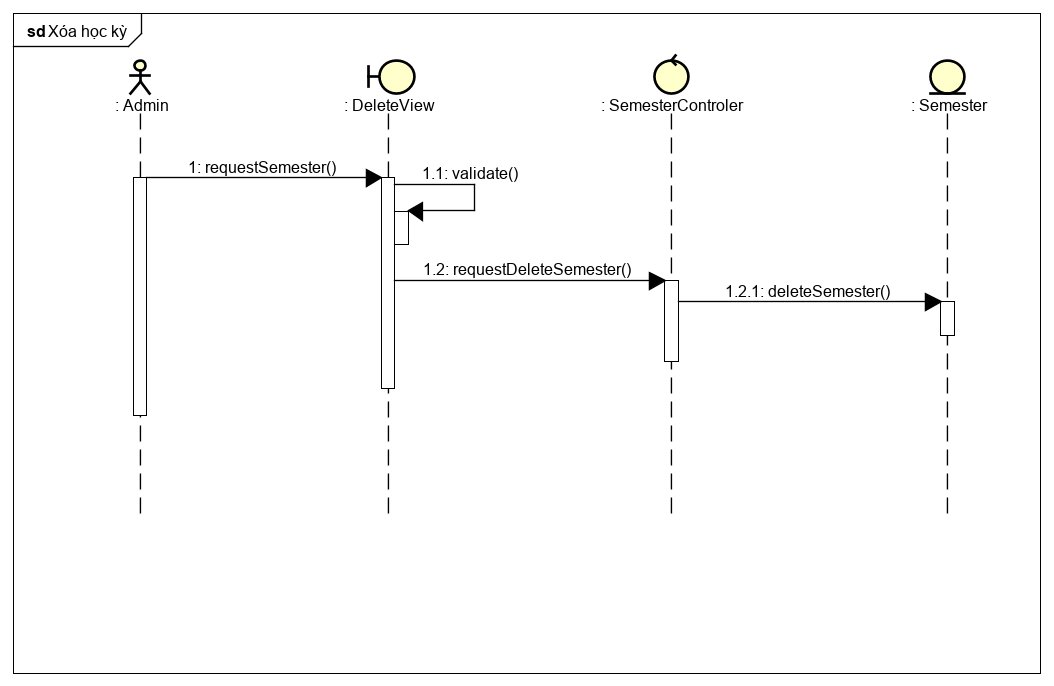 sd Xóa học kỳ
: Admin
: DeleteView
: SemesterControler
: Semester
1: requestSemester()
1.1: validate()
1.2: requestDeleteSemester()
1.2.1: deleteSemester()